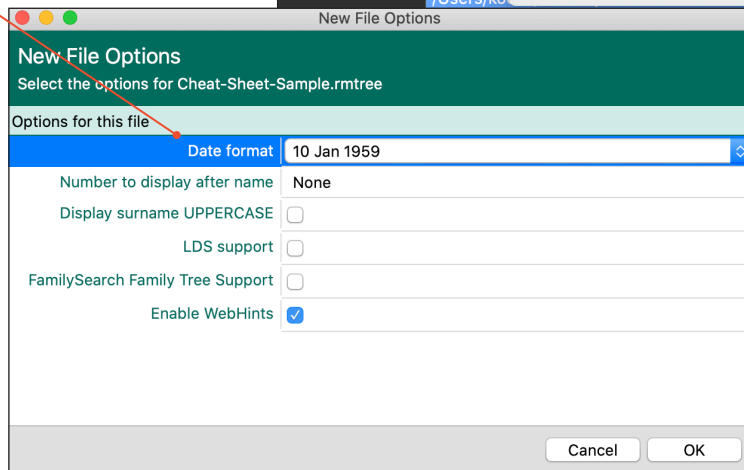 New File Options
New File Options
Select the options for Cheat-Sheet-Sample.rmtree
Options for this file
Date format 10 Jan 1959
Number to display after name None
Display surname UPPERCASE
LDS support
FamilySearch Family Tree Support
Enable WebHints
Cancel OK